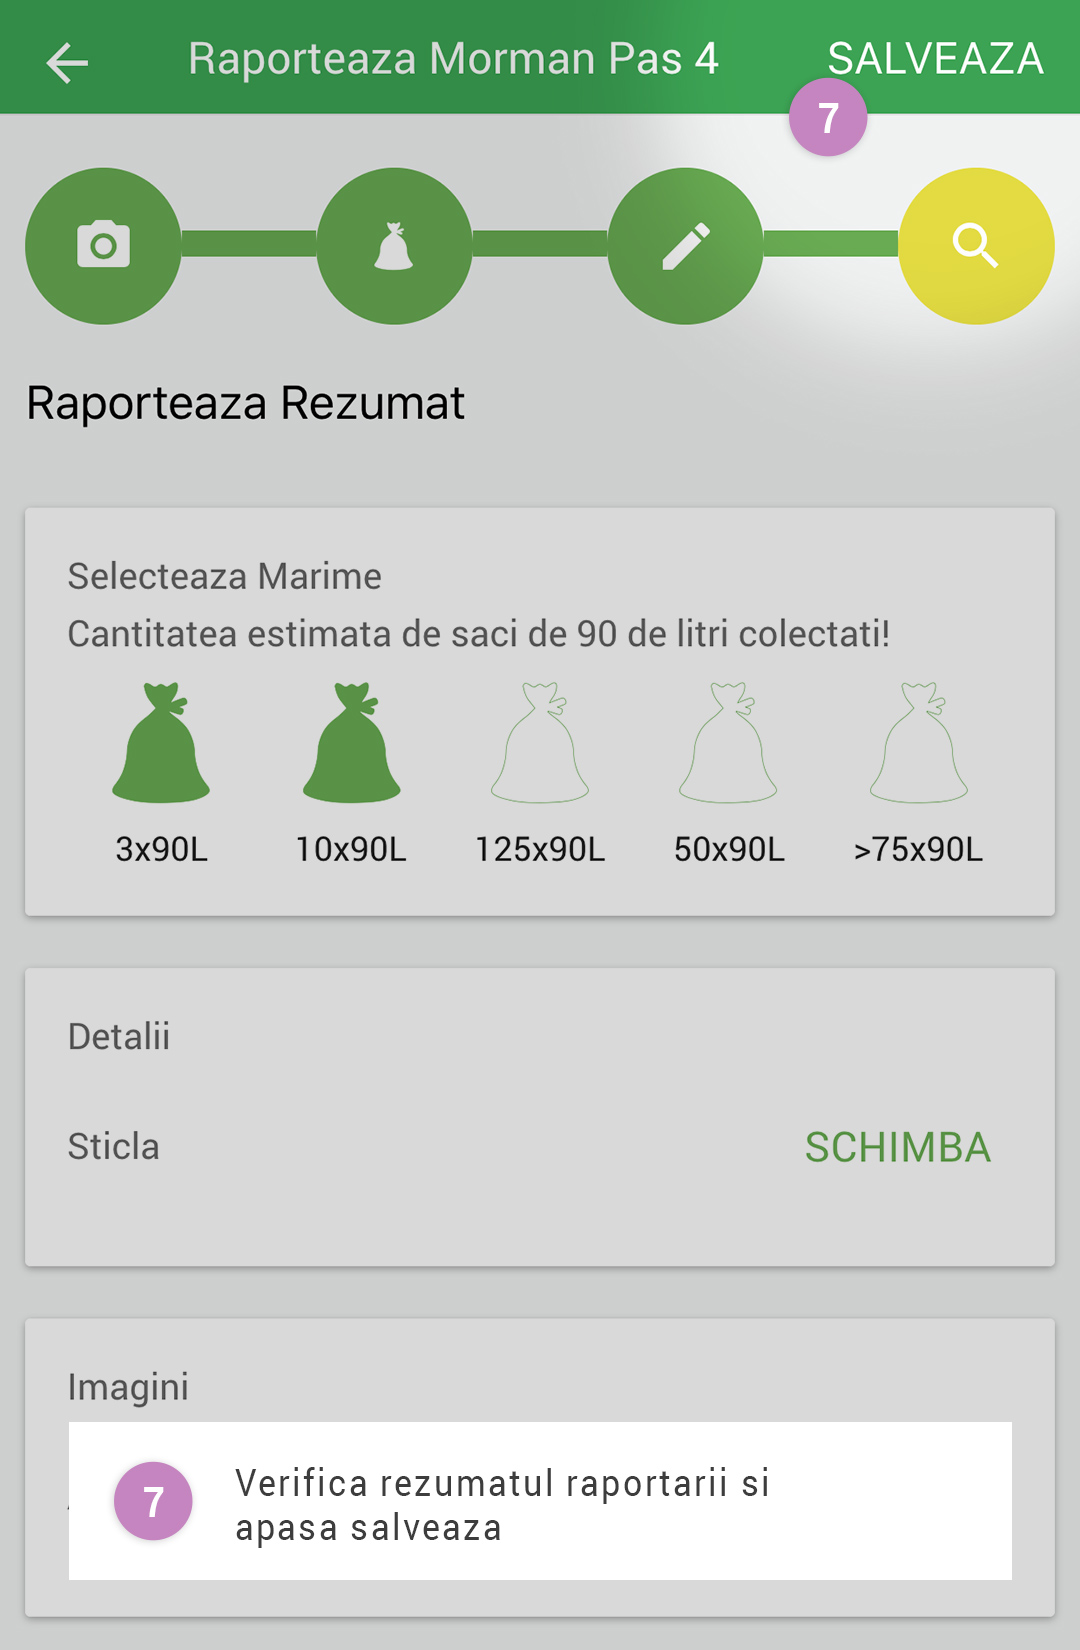 Raporteaza Morman Pas 4
SALVEAZA
7
Raporteaza Rezumat
Selecteaza Marime
Cantitatea estimata de saci de 90 de litri colectati!
3x90L 10x90L 125x90L 50x90L >75x90L
Detalii
Sticla
SCHIMBA
Imagini
7
Verifica rezumatul raportarii si
apasa salveaza